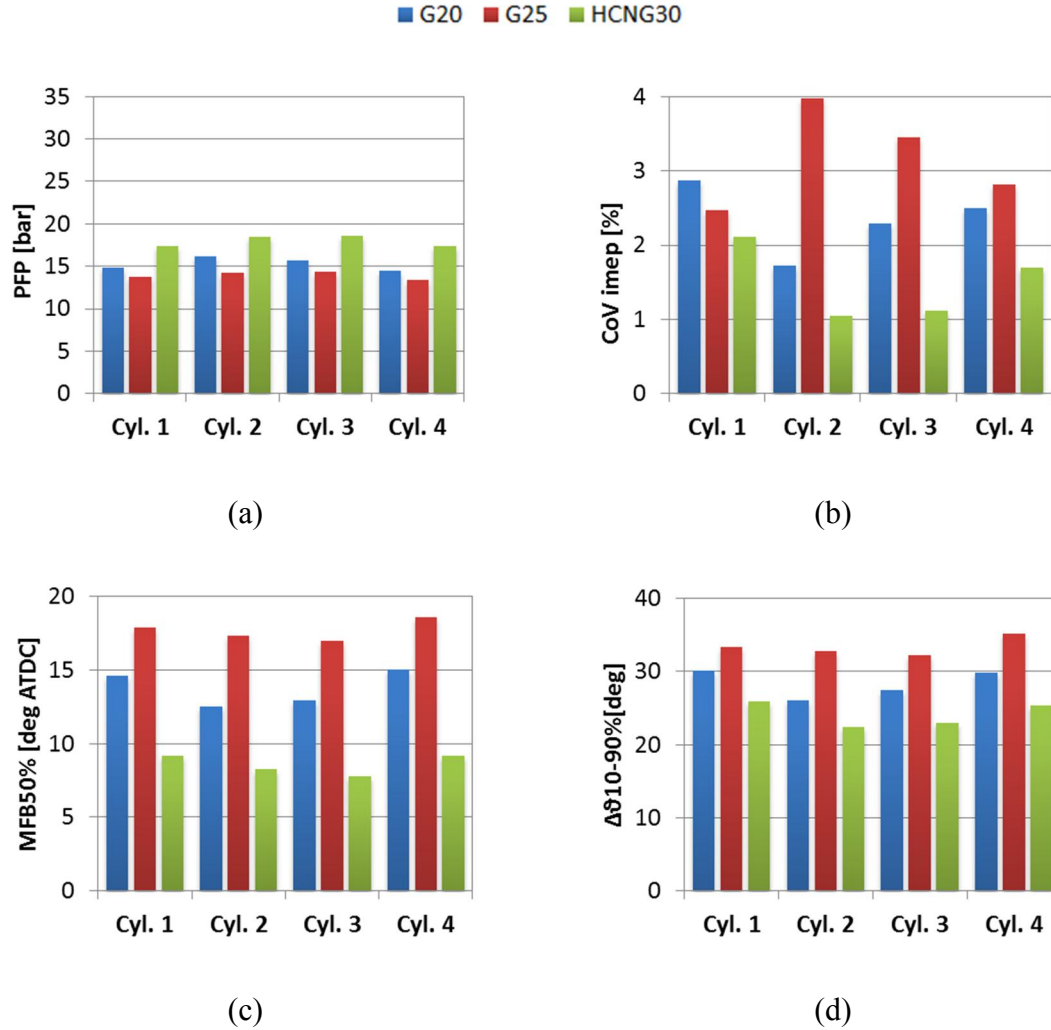 G20 G25 HCNG30
PFP [bar]
35
30
25
20
15
10
5
0
Cyl. 1 Cyl. 2 Cyl. 3 Cyl. 4
(a)
CoV imep [%]
4
3
2
1
0
Cyl. 1 Cyl. 2 Cyl. 3 Cyl. 4
(b)
MFB50% [deg ATDC]
20
15
10
5
0
Cyl. 1 Cyl. 2 Cyl. 3 Cyl. 4
(c)
Δϑ10-90%[deg]
40
30
20
10
0
Cyl. 1 Cyl. 2 Cyl. 3 Cyl. 4
(d)